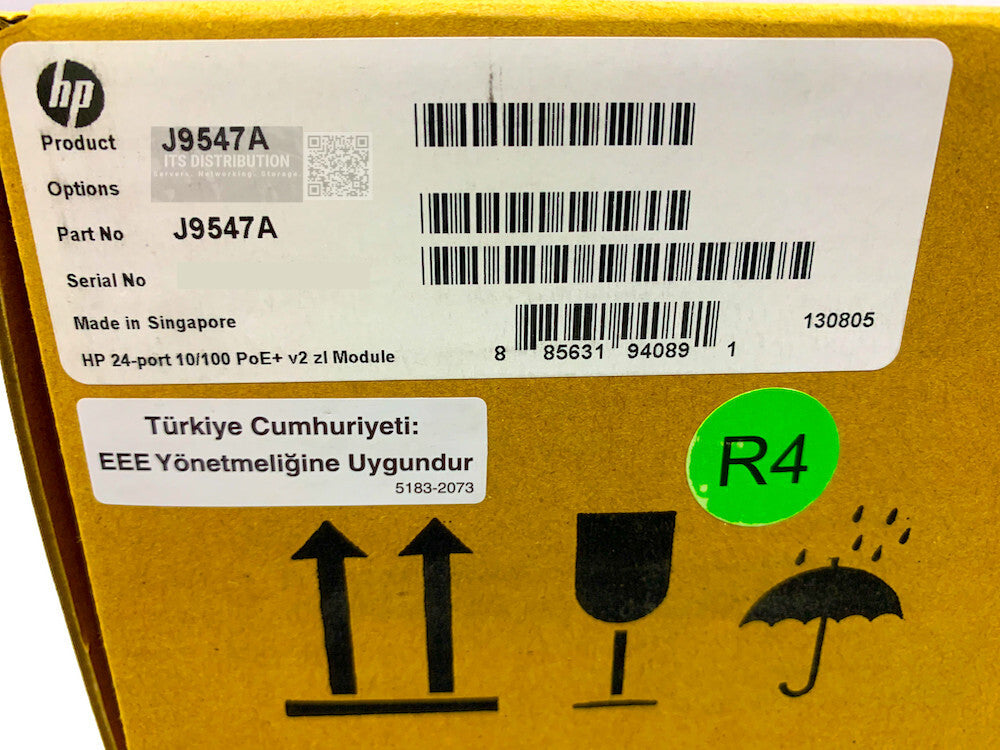 hp
Product J9547A
ITS DISTRIBUTION
Servers. Networking. Storage.
Options
Part No J9547A
Serial No
Made in Singapore
130805
HP 24-port 10/100 PoE+ v2 zl Module
8 85631 94089 1
Türkiye Cumhuriyeti:
EEE Yönetmeliğine Uygundur
5183-2073
R4